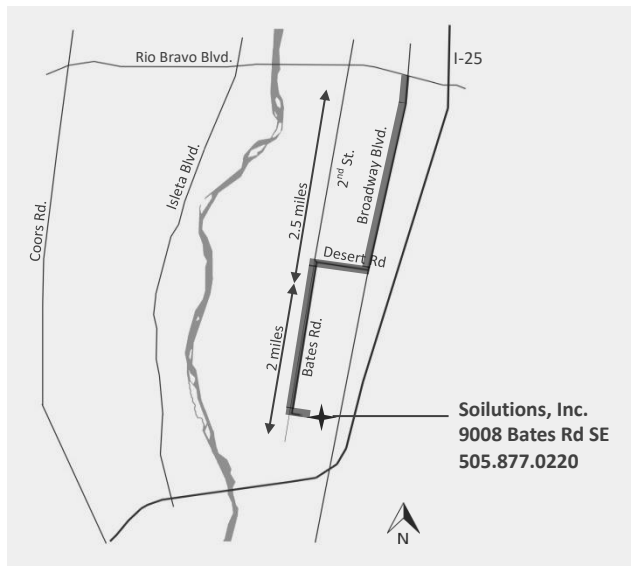 Rio Bravo Blvd.
I-25
Coors Rd.
Isleta Blvd.
2.5 miles
2nd St.
Broadway Blvd.
Desert Rd
2 miles
Bates Rd.
Soilutions, Inc.
9008 Bates Rd SE
505.877.0220
N